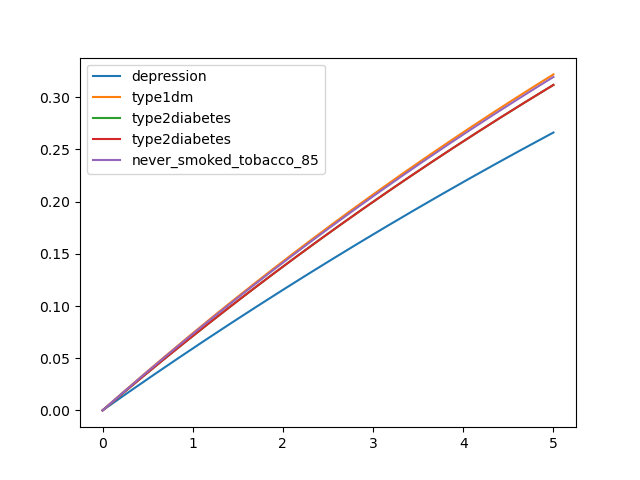 depression
type1dm
type2diabetes
type2diabetes
never_smoked_tobacco_85
0.30
0.25
0.20
0.15
0.10
0.05
0.00
0 1 2 3 4 5